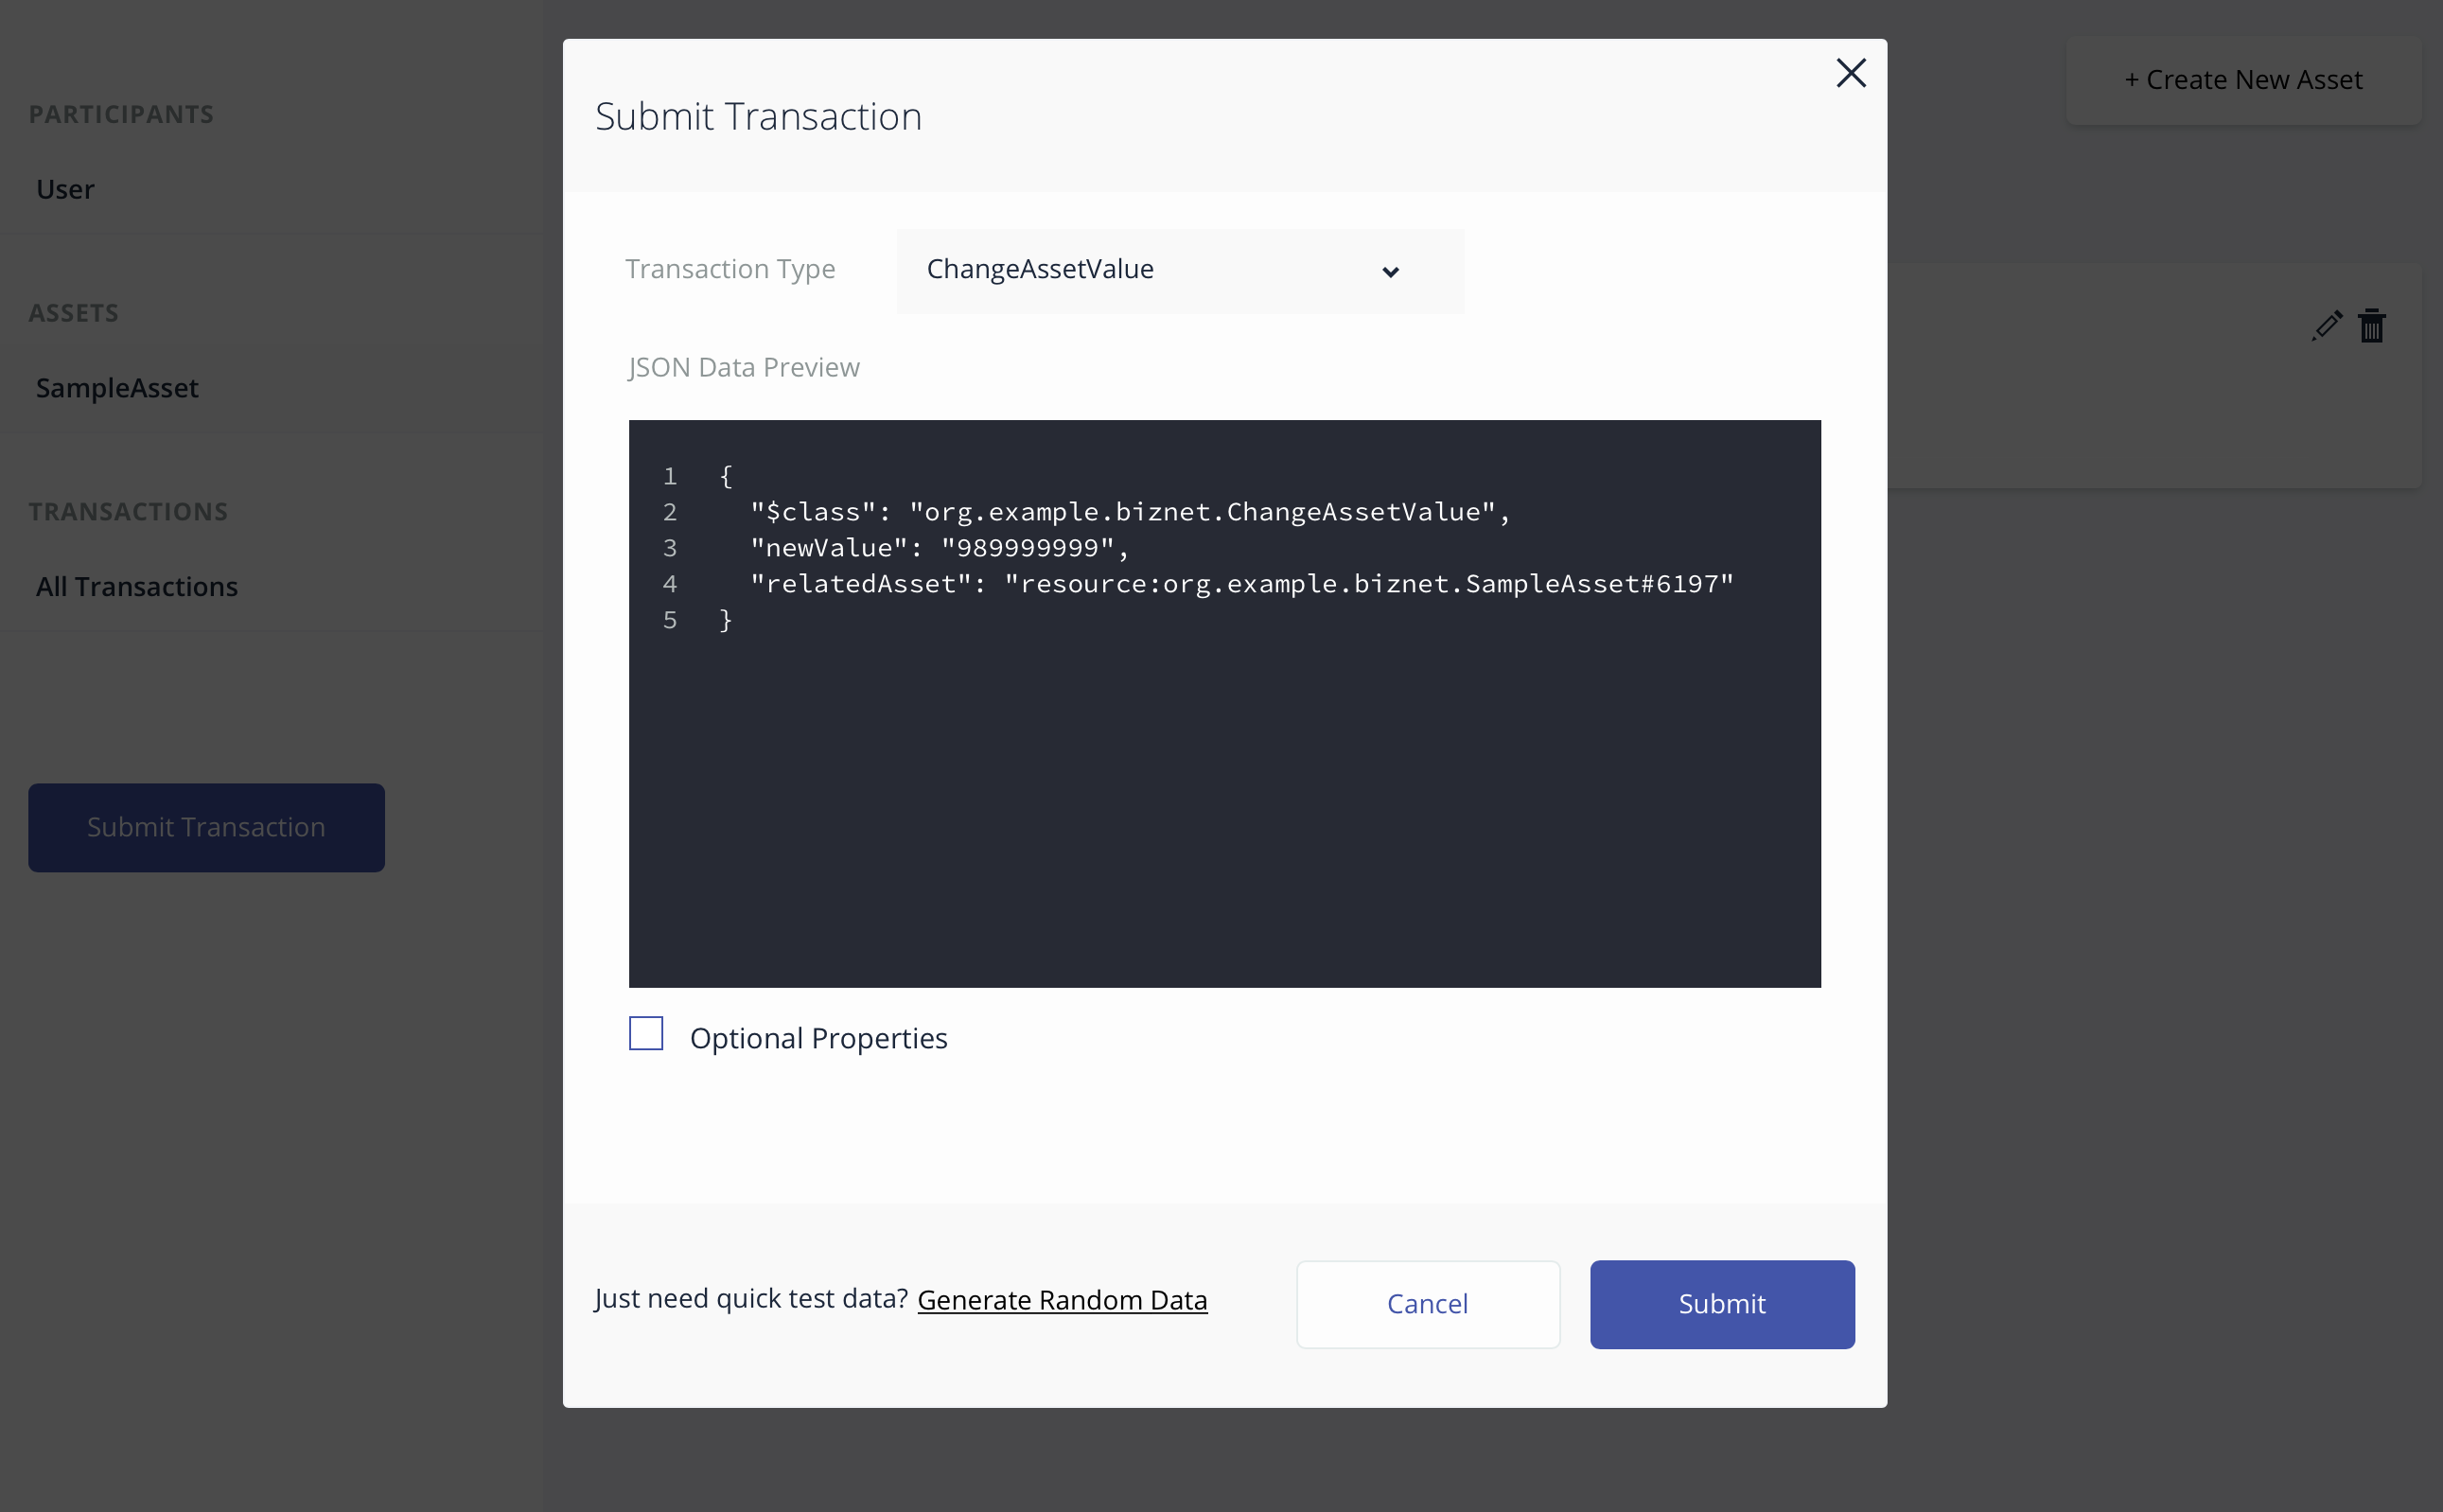 PARTICIPANTS
User
ASSETS
SampleAsset
TRANSACTIONS
All Transactions
Submit Transaction
+ Create New Asset
Submit Transaction
Transaction Type
ChangeAssetValue
JSON Data Preview
1 {
2   "$class": "org.example.biznet.ChangeAssetValue",
3   "newValue": "989999999",
4   "relatedAsset": "resource:org.example.biznet.SampleAsset#6197"
5 }
Optional Properties
Just need quick test data? Generate Random Data
Cancel
Submit